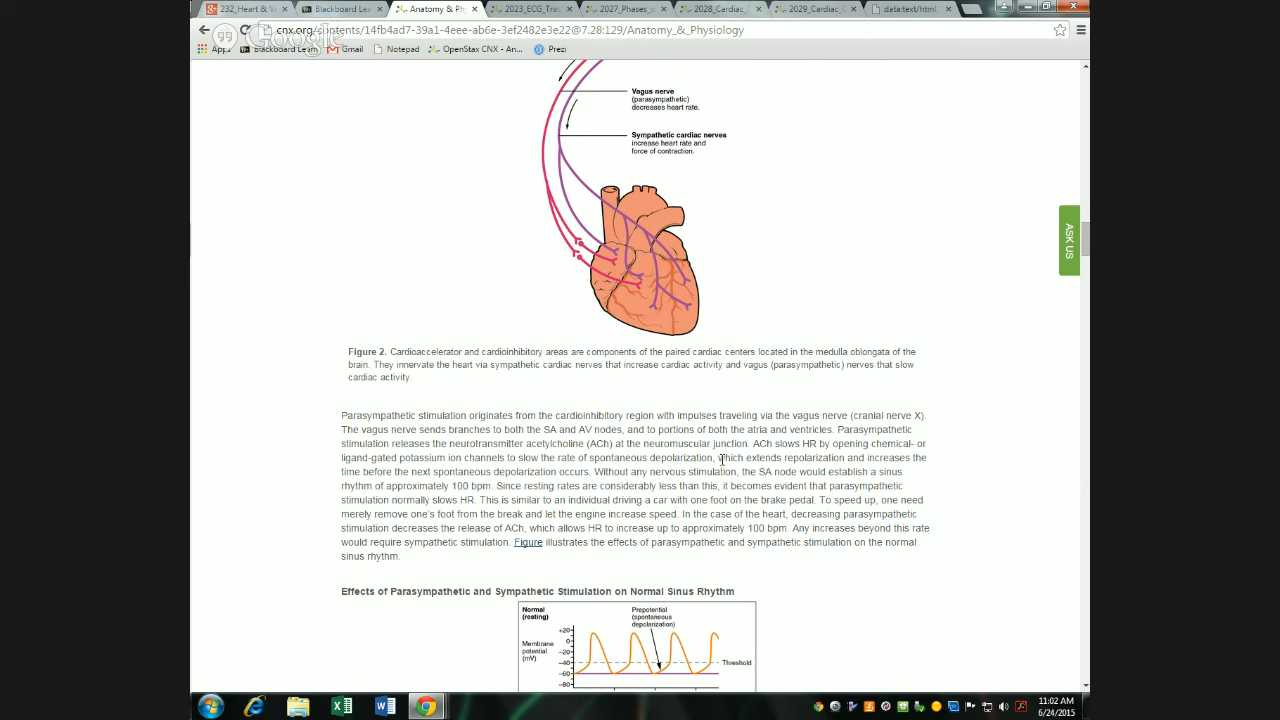 232_Heart & V
Blackboard Lea
Anatomy & Ph
2023_ECG_Trac
2027_Phases_o
2028_Cardiac_C
2029_Cardiac_C
data:text/html
cnx.org/contents/14fb4ad7-39a1-4eee-ab6e-3ef2482e3e22@7.28:129/Anatomy_&_Physiology
Google
Apps
Blackboard Learn
Gmail
Notepad
OpenStax CNX - An...
Prezi
Vagus nerve
(parasympathetic)
decreases heart rate.
Sympathetic cardiac nerves
increase heart rate and
force of contraction.
ASK US
Figure 2. Cardioaccelerator and cardioinhibitory areas are components of the paired cardiac centers located in the medulla oblongata of the
brain. They innervate the heart via sympathetic cardiac nerves that increase cardiac activity and vagus (parasympathetic) nerves that slow
cardiac activity.
Parasympathetic stimulation originates from the cardioinhibitory region with impulses traveling via the vagus nerve (cranial nerve X).
The vagus nerve sends branches to both the SA and AV nodes, and to portions of both the atria and ventricles. Parasympathetic
stimulation releases the neurotransmitter acetylcholine (ACh) at the neuromuscular junction. ACh slows HR by opening chemical- or
ligand-gated potassium ion channels to slow the rate of spontaneous depolarization, which extends repolarization and increases the
time before the next spontaneous depolarization occurs. Without any nervous stimulation, the SA node would establish a sinus
rhythm of approximately 100 bpm. Since resting rates are considerably less than this, it becomes evident that parasympathetic
stimulation normally slows HR. This is similar to an individual driving a car with one foot on the brake pedal. To speed up, one need
merely remove one's foot from the break and let the engine increase speed. In the case of the heart, decreasing parasympathetic
stimulation decreases the release of ACh, which allows HR to increase up to approximately 100 bpm. Any increases beyond this rate
would require sympathetic stimulation. Figure illustrates the effects of parasympathetic and sympathetic stimulation on the normal
sinus rhythm.
Effects of Parasympathetic and Sympathetic Stimulation on Normal Sinus Rhythm
Normal
(resting)
Prepotential
(spontaneous
depolarization)
Membrane
potential
(mV)
+20
0
−20
−40
−60
−80
Threshold
11:02 AM
6/24/2015